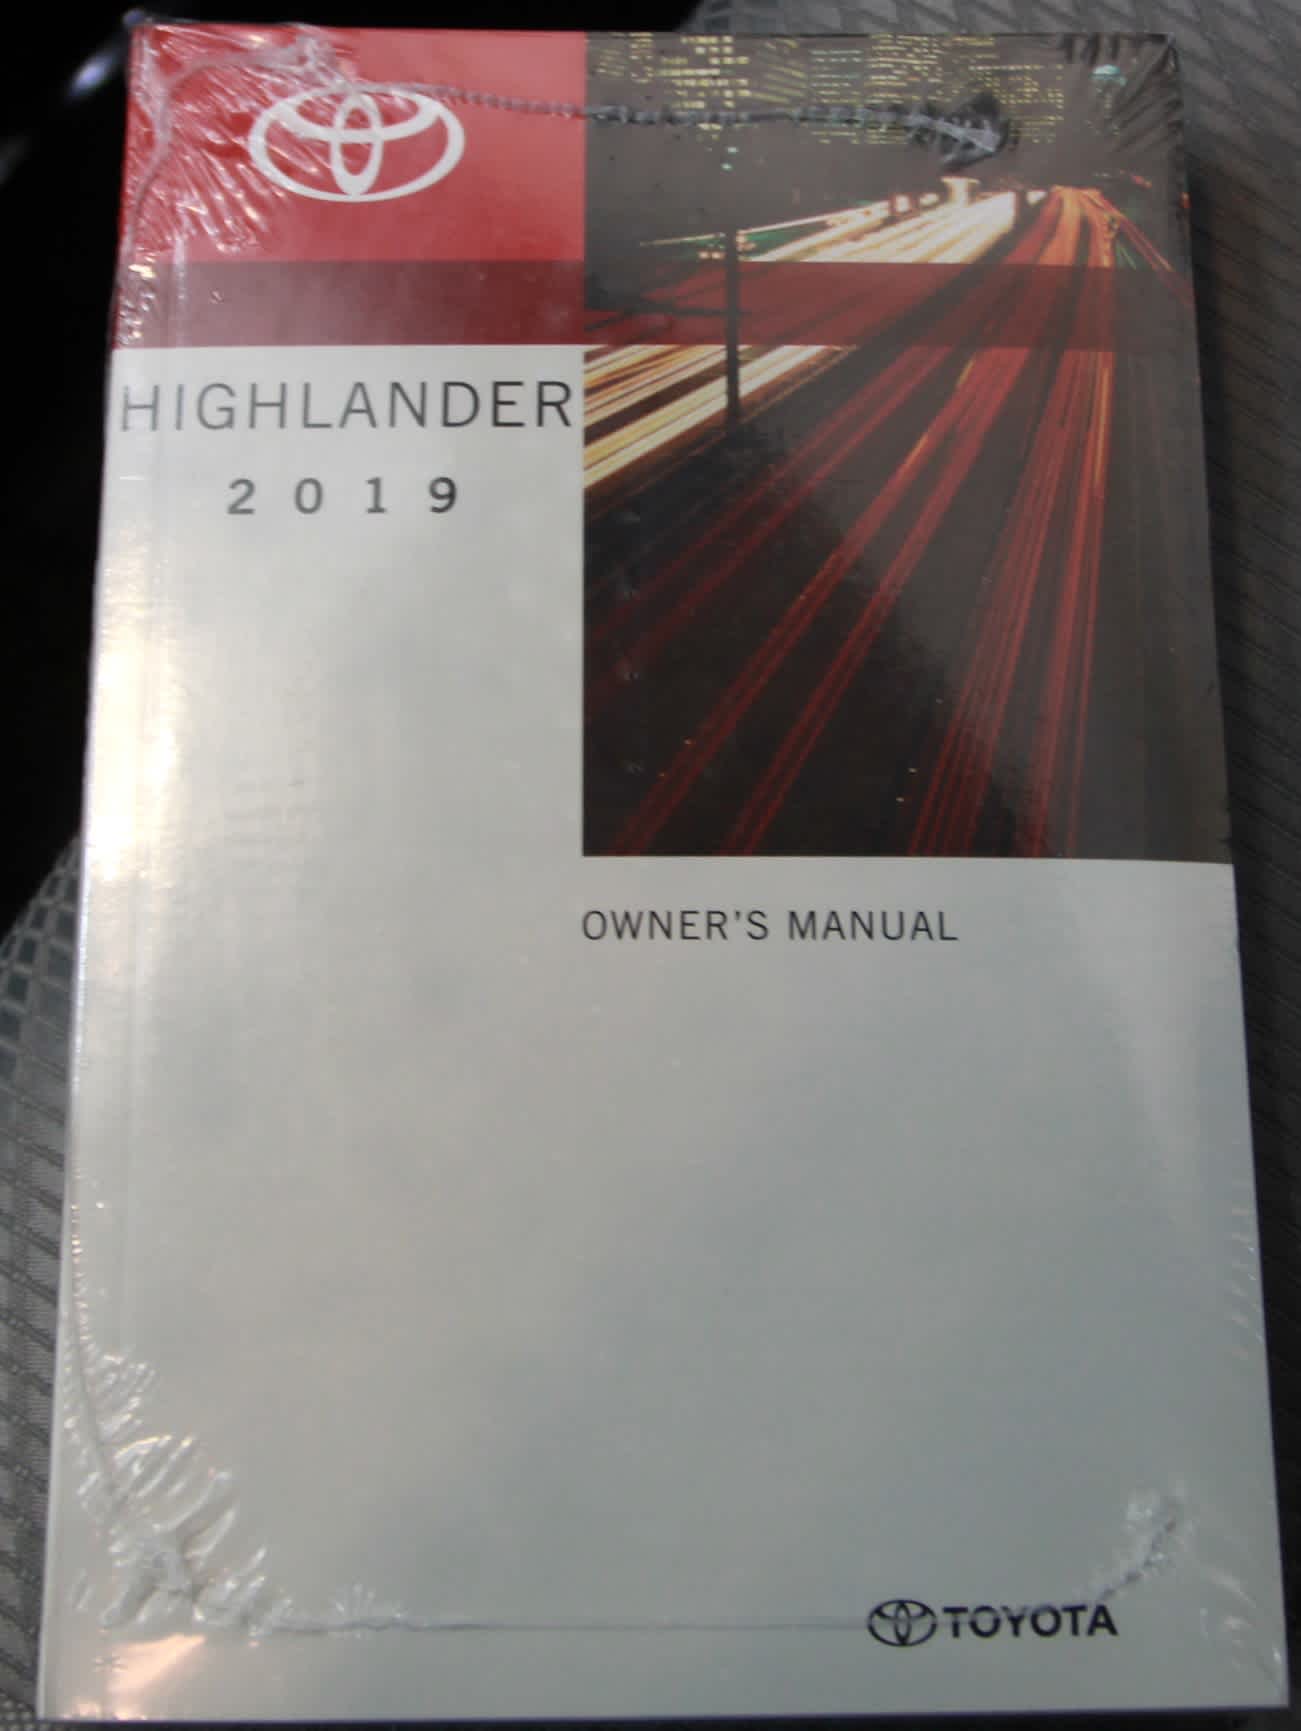 HIGHLANDER
2019
OWNER'S MANUAL
TOYOTA